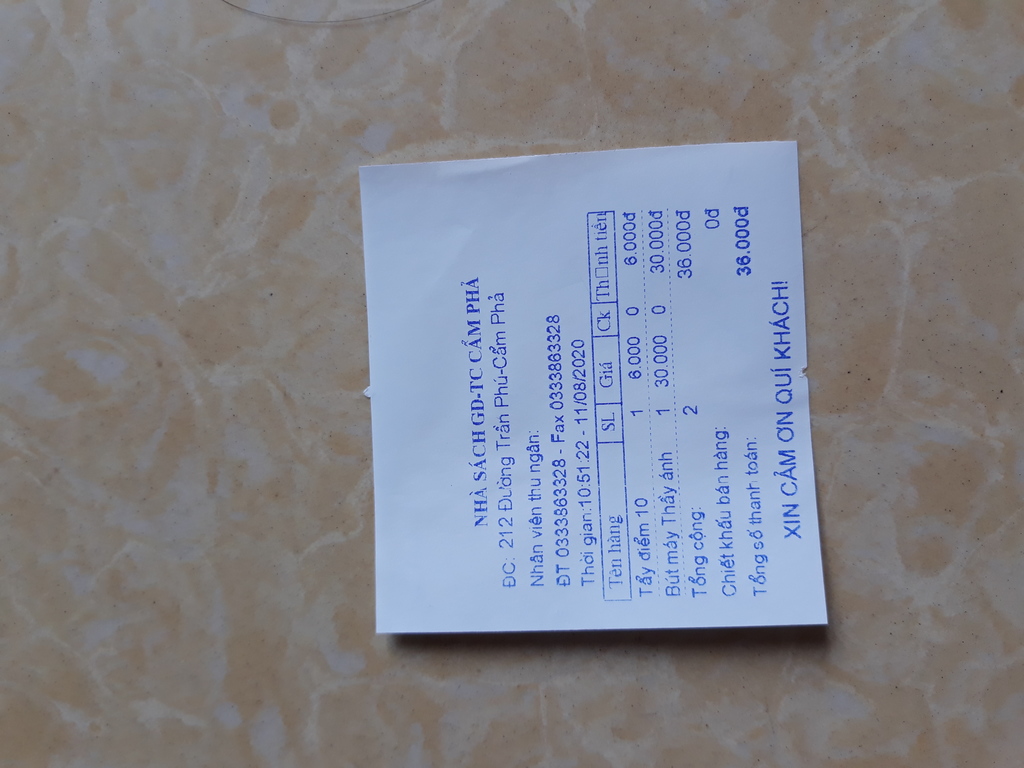 NHÀ SÁCH GD-TC CẨM PHẢ
ĐC: 212 Đường Trần Phú-Cẩm Phả
Nhân viên thu ngân:
ĐT 0333863328 - Fax 0333863328
Thời gian:10:51:22 - 11/08/2020
Tên hàng SL Giá Ck Th□nh tiền
Tẩy điểm 10 1 6.000 0 6.000đ
Bút máy Thầy ánh 1 30.000 0 30.000đ
Tổng cộng: 2 36.000đ
Chiết khấu bán hàng: 0đ
Tổng số thanh toán: 36.000đ
XIN CẢM ƠN QUÍ KHÁCH!